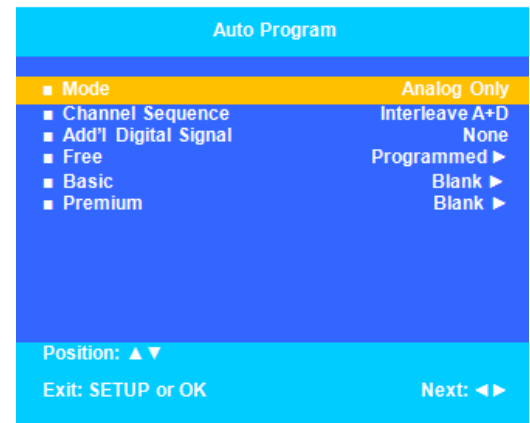 Auto Program
■ Mode Analog Only
■ Channel Sequence Interleave A+D
■ Add'l Digital Signal None
■ Free Programmed ►
■ Basic Blank ►
■ Premium Blank ►
Position: ▲▼
Exit: SETUP or OK Next: ◄►